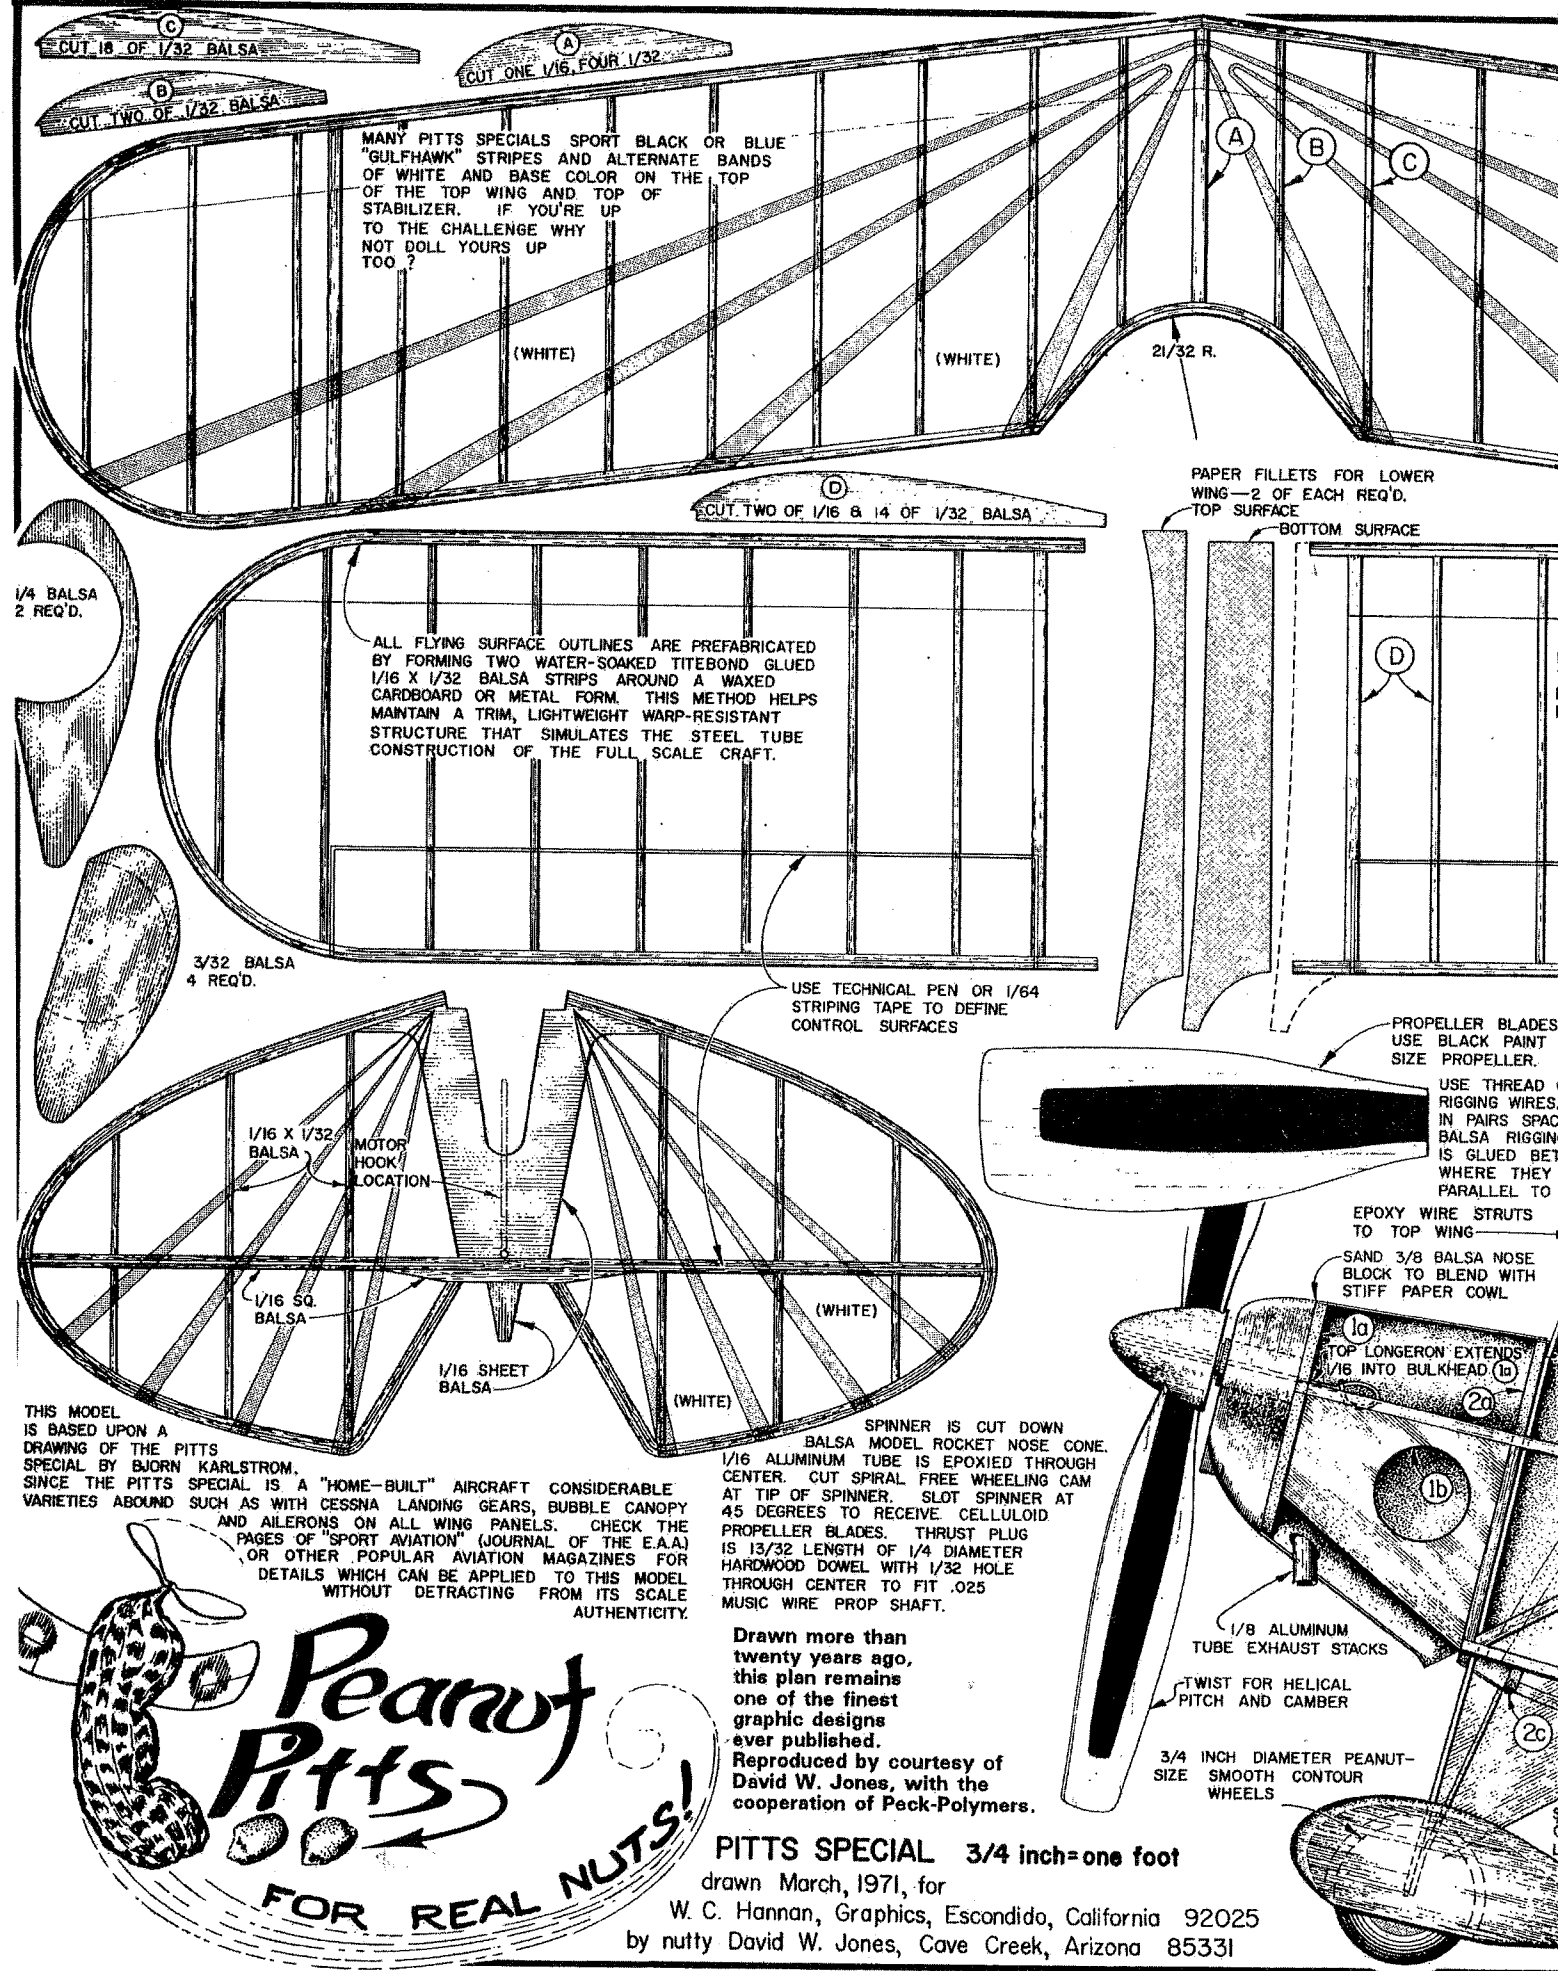 C
CUT 18 OF 1/32 BALSA
A
CUT ONE 1/16, FOUR 1/32
B
CUT TWO OF 1/32 BALSA
MANY PITTS SPECIALS SPORT BLACK OR BLUE
"GULFHAWK" STRIPES AND ALTERNATE BANDS
OF WHITE AND BASE COLOR ON THE TOP
OF THE TOP WING AND TOP OF
STABILIZER. IF YOU'RE UP
TO THE CHALLENGE WHY
NOT DOLL YOURS UP
TOO ?
A
B
C
(WHITE)
(WHITE)
21/32 R.
D
CUT TWO OF 1/16 & 14 OF 1/32 BALSA
PAPER FILLETS FOR LOWER
WING—2 OF EACH REQ'D.
TOP SURFACE
BOTTOM SURFACE
1/4 BALSA
2 REQ'D.
ALL FLYING SURFACE OUTLINES ARE PREFABRICATED
BY FORMING TWO WATER-SOAKED TITEBOND GLUED
1/16 X 1/32 BALSA STRIPS AROUND A WAXED
CARDBOARD OR METAL FORM. THIS METHOD HELPS
MAINTAIN A TRIM, LIGHTWEIGHT WARP-RESISTANT
STRUCTURE THAT SIMULATES THE STEEL TUBE
CONSTRUCTION OF THE FULL SCALE CRAFT.
D
3/32 BALSA
4 REQ'D.
USE TECHNICAL PEN OR 1/64
STRIPING TAPE TO DEFINE
CONTROL SURFACES
PROPELLER BLADES
USE BLACK PAINT
SIZE PROPELLER.
USE THREAD
RIGGING WIRES.
IN PAIRS SPAC
BALSA RIGGING
IS GLUED BET
WHERE THEY
PARALLEL TO
EPOXY WIRE STRUTS
TO TOP WING
SAND 3/8 BALSA NOSE
BLOCK TO BLEND WITH
STIFF PAPER COWL
1/16 X 1/32
BALSA
MOTOR
HOOK
LOCATION
1/16 SQ.
BALSA
(WHITE)
1/16 SHEET
BALSA
(WHITE)
1a
TOP LONGERON EXTENDS
1/16 INTO BULKHEAD 1a
2a
1b
THIS MODEL
IS BASED UPON A
DRAWING OF THE PITTS
SPECIAL BY BJORN KARLSTROM.
SINCE THE PITTS SPECIAL IS A "HOME-BUILT" AIRCRAFT CONSIDERABLE
VARIETIES ABOUND SUCH AS WITH CESSNA LANDING GEARS, BUBBLE CANOPY
AND AILERONS ON ALL WING PANELS. CHECK THE
PAGES OF "SPORT AVIATION" (JOURNAL OF THE E.A.A.)
OR OTHER POPULAR AVIATION MAGAZINES FOR
DETAILS WHICH CAN BE APPLIED TO THIS MODEL
WITHOUT DETRACTING FROM ITS SCALE
AUTHENTICITY.
SPINNER IS CUT DOWN
BALSA MODEL ROCKET NOSE CONE.
1/16 ALUMINUM TUBE IS EPOXIED THROUGH
CENTER. CUT SPIRAL FREE WHEELING CAM
AT TIP OF SPINNER. SLOT SPINNER AT
45 DEGREES TO RECEIVE CELLULOID
PROPELLER BLADES. THRUST PLUG
IS 13/32 LENGTH OF 1/4 DIAMETER
HARDWOOD DOWEL WITH 1/32 HOLE
THROUGH CENTER TO FIT .025
MUSIC WIRE PROP SHAFT.
1/8 ALUMINUM
TUBE EXHAUST STACKS
TWIST FOR HELICAL
PITCH AND CAMBER
2c
3/4 INCH DIAMETER PEANUT-
SIZE SMOOTH CONTOUR
WHEELS
Peanut
Pitts
FOR REAL NUTS!
Drawn more than
twenty years ago,
this plan remains
one of the finest
graphic designs
ever published.
Reproduced by courtesy of
David W. Jones, with the
cooperation of Peck-Polymers.
PITTS SPECIAL 3/4 inch=one foot
drawn March, 1971, for
W. C. Hannan, Graphics, Escondido, California 92025
by nutty David W. Jones, Cave Creek, Arizona 85331